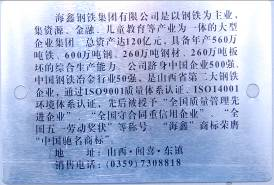 海鑫钢铁集团有限公司是以钢铁为主业、
集资源、金融、儿童教育等产业为一体的大型
企业集团 总资产达120亿元，具备年产560万
吨铁、600万吨钢、260万吨钢材、260万吨板
坯的综合生产能力。公司跻身中国企业500强、
中国钢铁冶金行业50强、是山西省第二大钢铁
企业，通过ISO9001质量体系认证、ISO14001
环境体系认证。先后被授予“全国质量管理先
进企业”、“全国守合同重信用企业”、“全
国五一劳动奖状”等称号 “海鑫”商标荣膺
“中国驰名商标”
地 址：山西·闻喜·东镇
销售电话：(0359)7308818